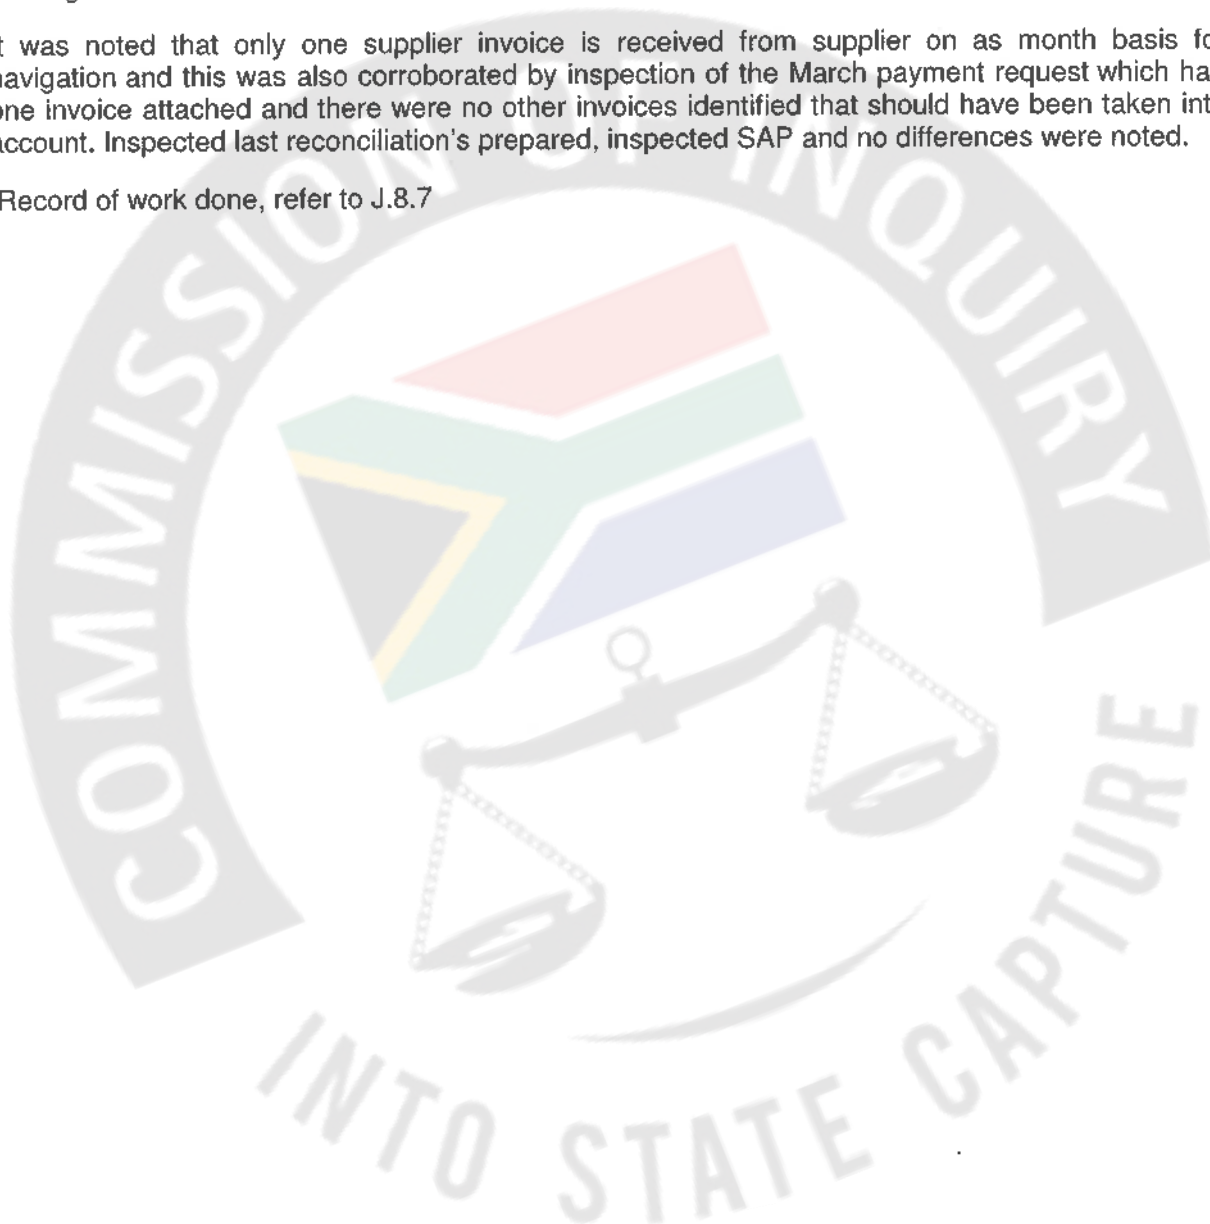 t was noted that only one supplier invoice is received from supplier on as month basis fo
navigation and this was also corroborated by inspection of the March payment request which ha
one invoice attached and there were no other invoices identified that should have been taken int
account. Inspected last reconciliation's prepared, inspected SAP and no differences were noted.
Record of work done, refer to J.8.7
COMMISSION OF INQUIRY
INTO STATE CAPTURE